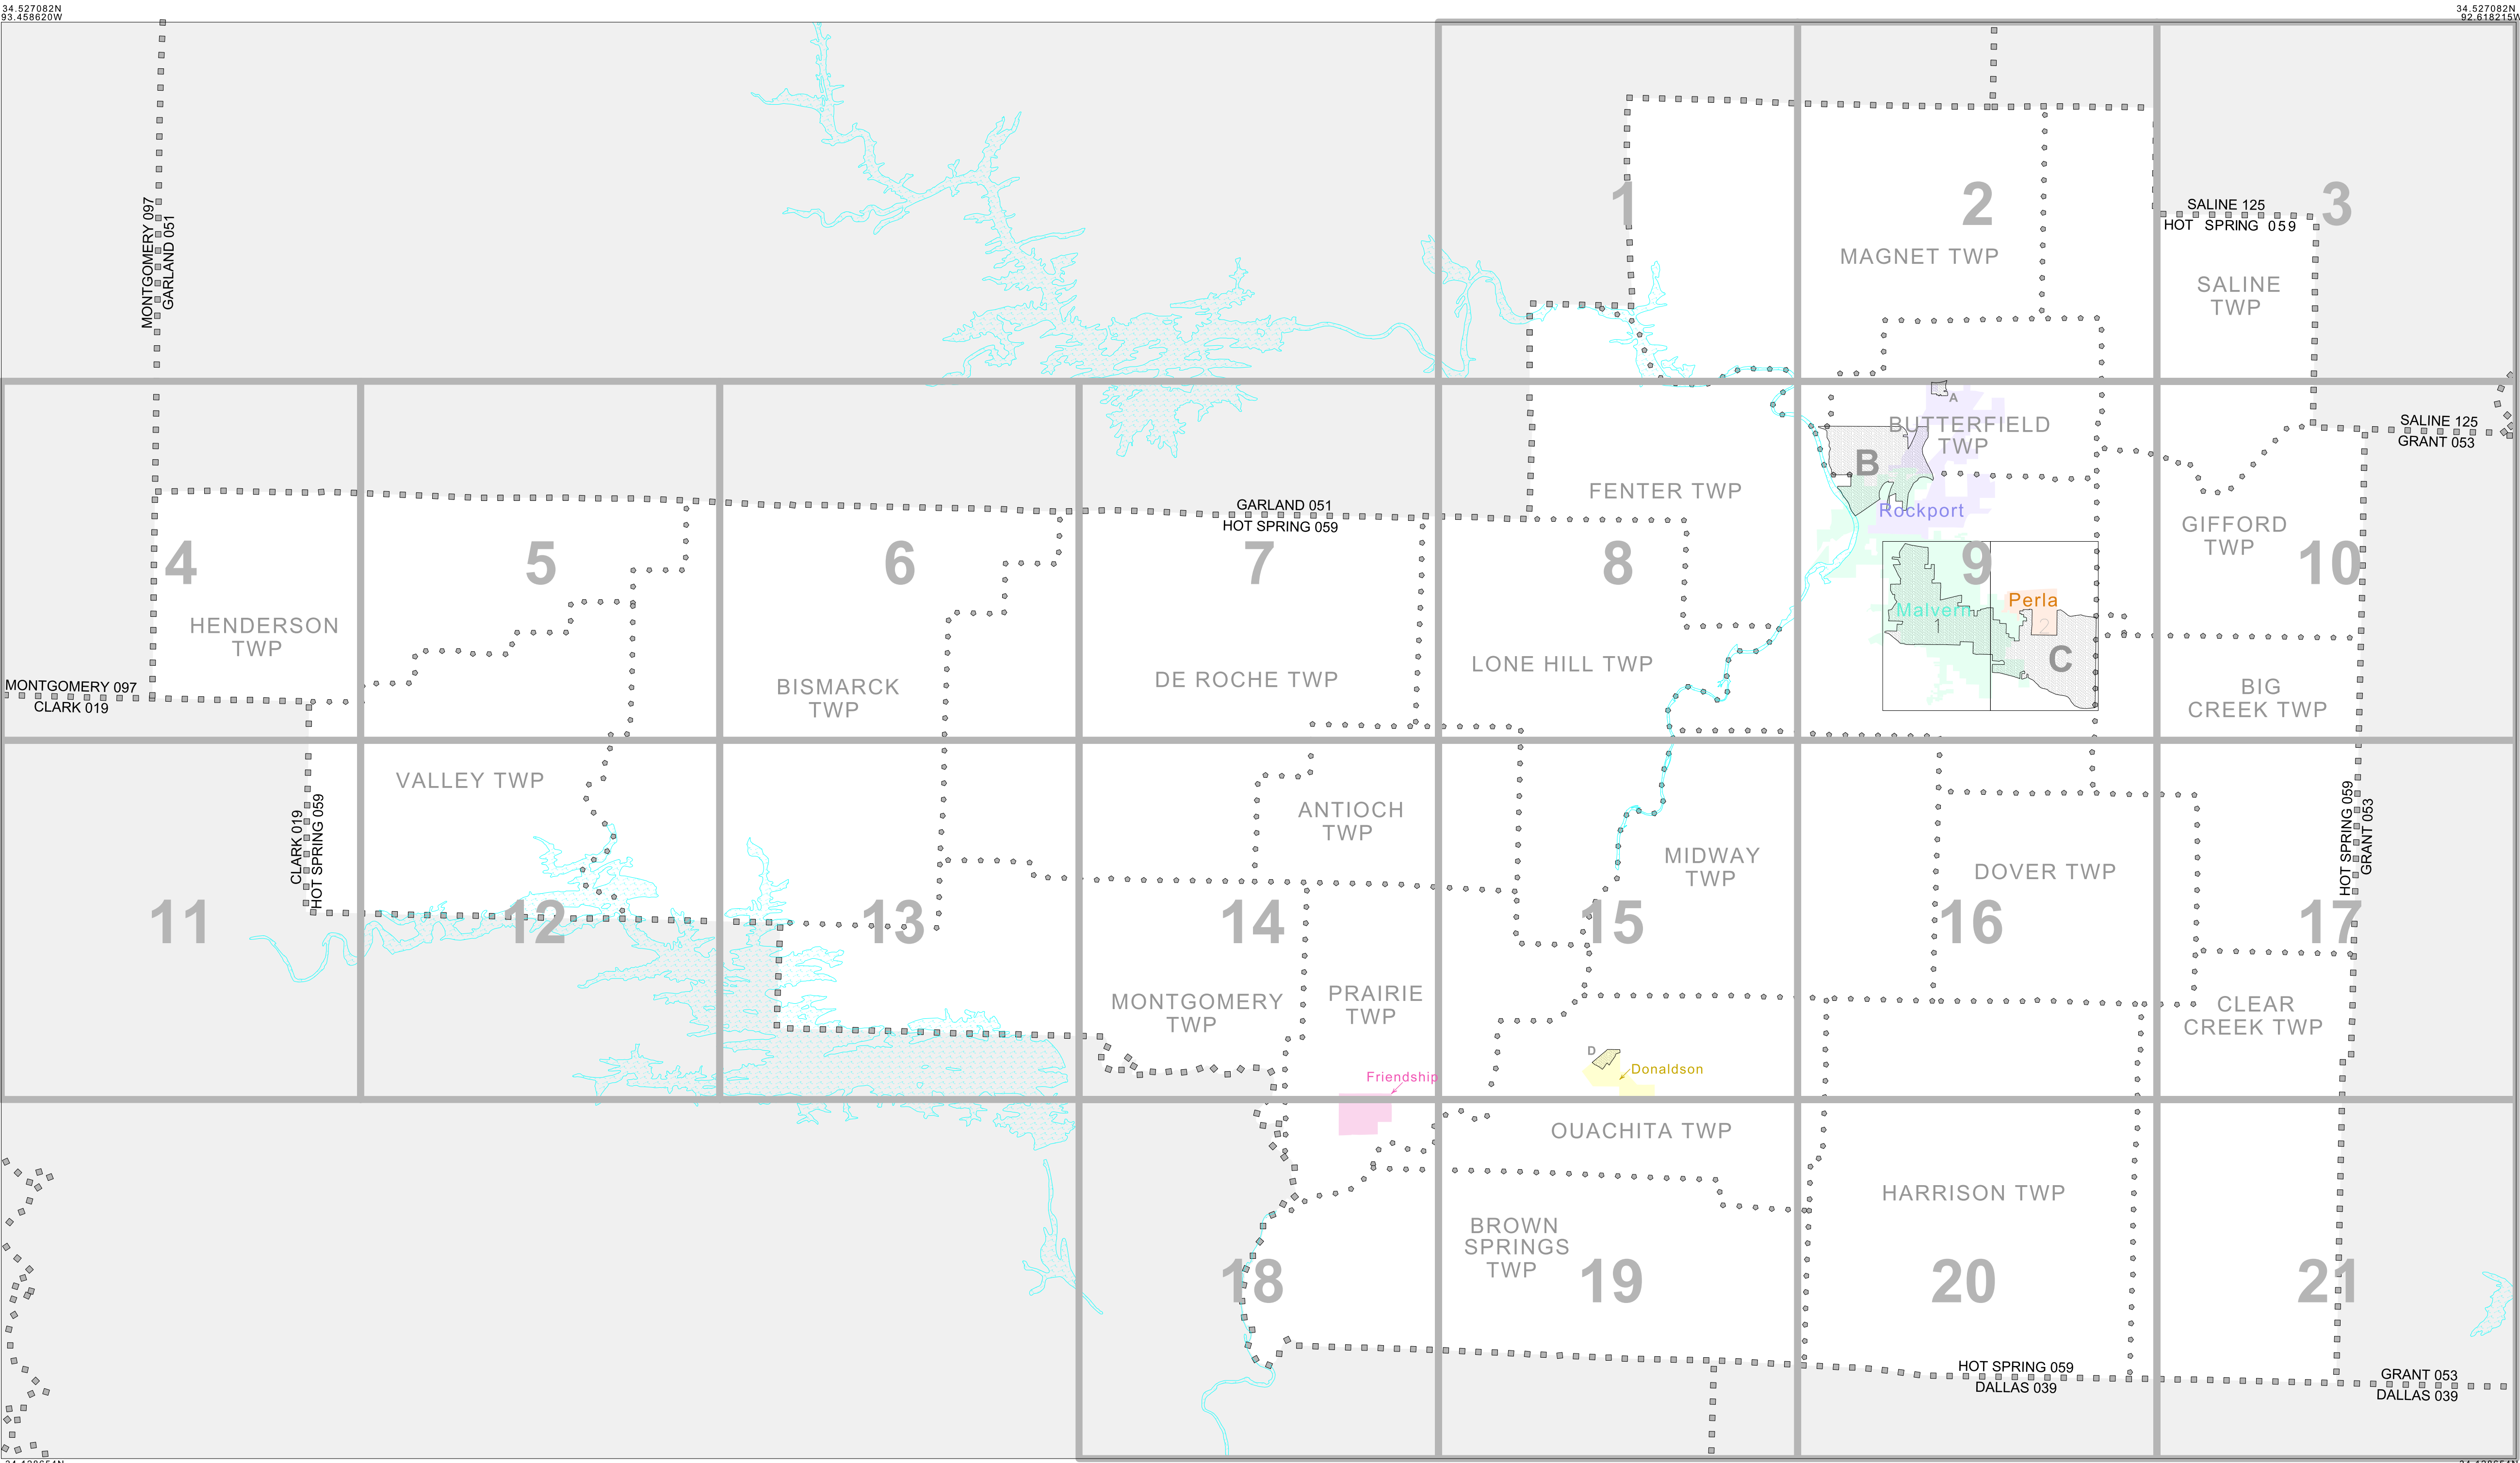 34.527082N
93.458620W
34.527082N
92.618215W
MONTGOMERY 097
GARLAND 051
1
2
3
SALINE 125
HOT SPRING 059
MAGNET TWP
SALINE
TWP
A
BUTTERFIELD
TWP
SALINE 125
GRANT 053
B
FENTER TWP
GARLAND 051
HOT SPRING 059
Rockport
GIFFORD
TWP
4
5
6
7
8
9
10
HENDERSON
TWP
Malvern
1
Perla
2
C
LONE HILL TWP
DE ROCHE TWP
BISMARCK
TWP
MONTGOMERY 097
CLARK 019
BIG
CREEK TWP
VALLEY TWP
ANTIOCH
TWP
CLARK 019
HOT SPRING 059
MIDWAY
TWP
DOVER TWP
HOT SPRING 059
GRANT 053
11
12
13
14
15
16
17
MONTGOMERY
TWP
PRAIRIE
TWP
CLEAR
CREEK TWP
D
Donaldson
Friendship
OUACHITA TWP
HARRISON TWP
BROWN
SPRINGS
TWP
18
19
20
21
HOT SPRING 059
DALLAS 039
GRANT 053
DALLAS 039